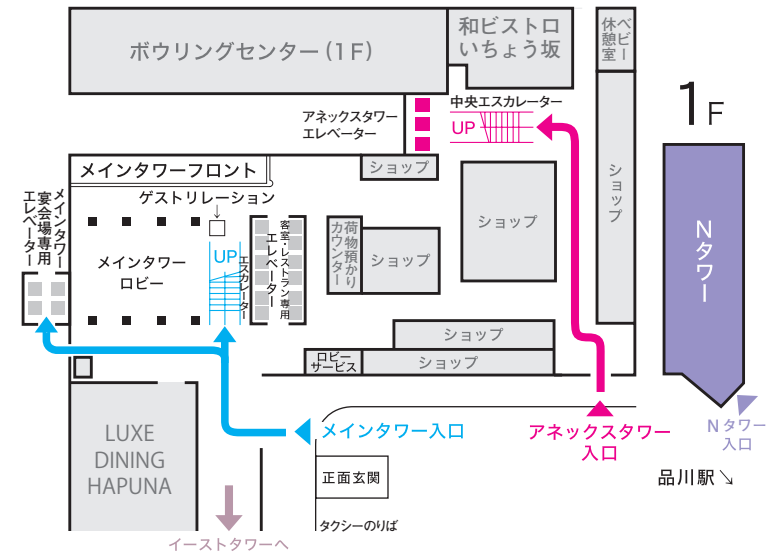 ボウリングセンター(1F)
和ビストロ
いちょう坂
ベビー
休憩室
1F
アネックスタワー
エレベーター
中央エスカレーター
UP
メインタワーフロント
ショップ
ゲストリレーション
メインタワー
宴会場専用
エレベーター
メインタワー
ロビー
UP
エスカレーター
客室・レストラン専用
エレベーター
荷物預かり
カウンター
ショップ
ショップ
ショップ
Nタワー
ショップ
ロビー
サービス
ショップ
メインタワー入口
アネックスタワー
入口
Nタワー
入口
LUXE
DINING
HAPUNA
正面玄関
品川駅↘
タクシーのりば
イーストタワーへ